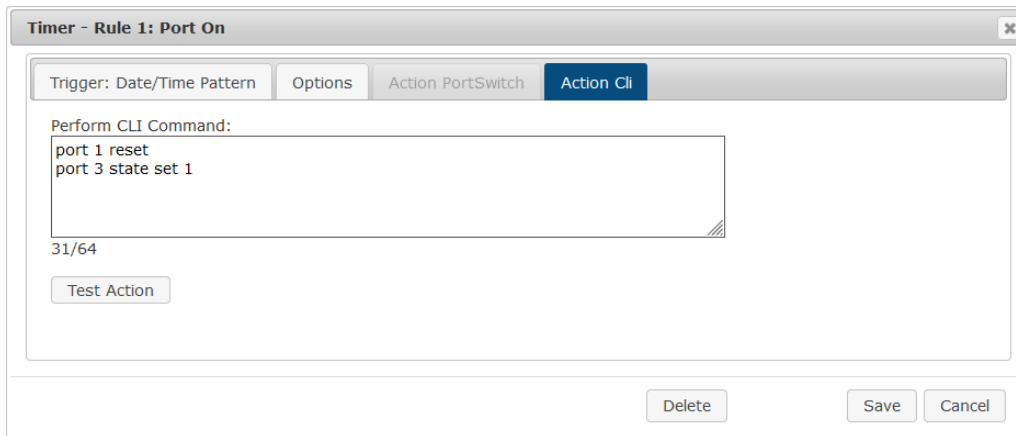 Timer - Rule 1: Port On
Trigger: Date/Time Pattern Options Action PortSwitch Action Cli
Perform CLI Command:
port 1 reset
port 3 state set 1
31/64
Test Action
Delete Save Cancel